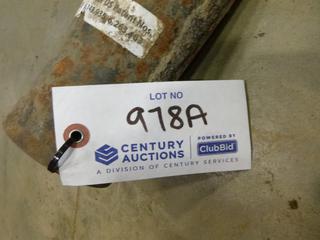 LOT NO
978A
CENTURY
AUCTIONS
POWERED BY
ClubBid
A DIVISION OF CENTURY SERVICES